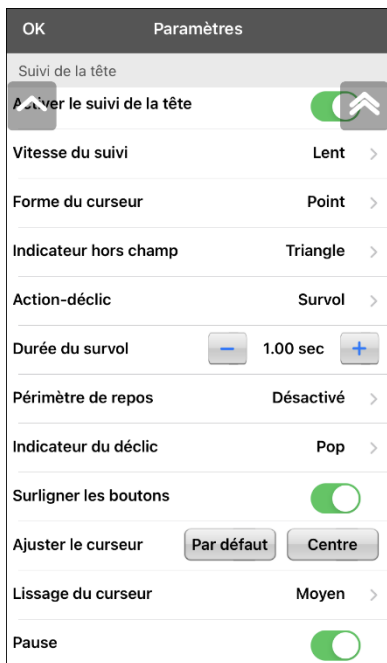 OK Paramètres
Suivi de la tête
Activer le suivi de la tête
Vitesse du suivi Lent
Forme du curseur Point
Indicateur hors champ Triangle
Action-déclic Survol
Durée du survol − 1.00 sec +
Périmètre de repos Désactivé
Indicateur du déclic Pop
Surligner les boutons
Ajuster le curseur Par défaut Centre
Lissage du curseur Moyen
Pause